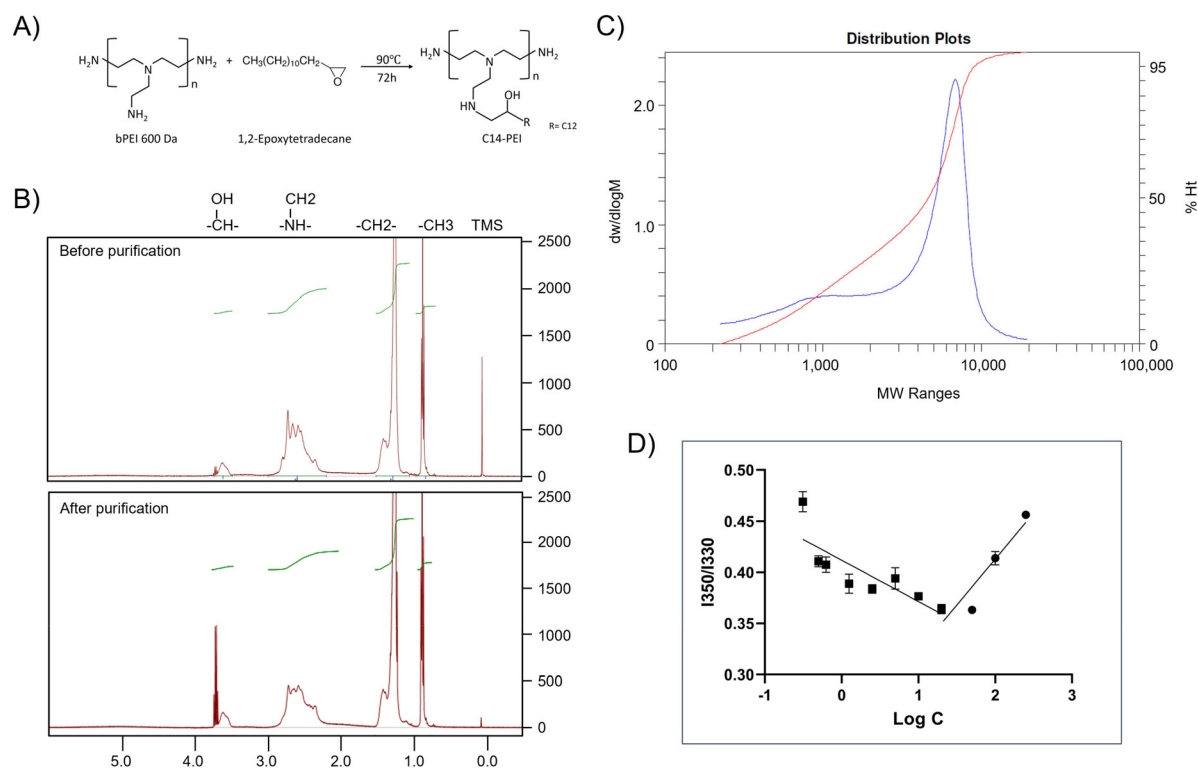 A)
H₂N
N
NH₂
n
NH₂
+
CH₃(CH₂)₁₀CH₂
O
90℃
72h
H₂N
N
NH₂
n
HN
OH
R
R= C12
bPEI 600 Da
1,2-Epoxytetradecane
C14-PEI
B)
OH
-CH-
CH2
-NH-
-CH2-
-CH3
TMS
Before purification
2500
2000
1500
1000
500
0
After purification
2500
2000
1500
1000
500
0
5.0
4.0
3.0
2.0
1.0
0.0
C)
Distribution Plots
dw/dlogM
2.0
1.0
0
95
50
0
% Ht
100
1,000
10,000
100,000
MW Ranges
D)
I350/I330
0.50
0.45
0.40
0.35
0.30
-1
0
1
2
3
Log C